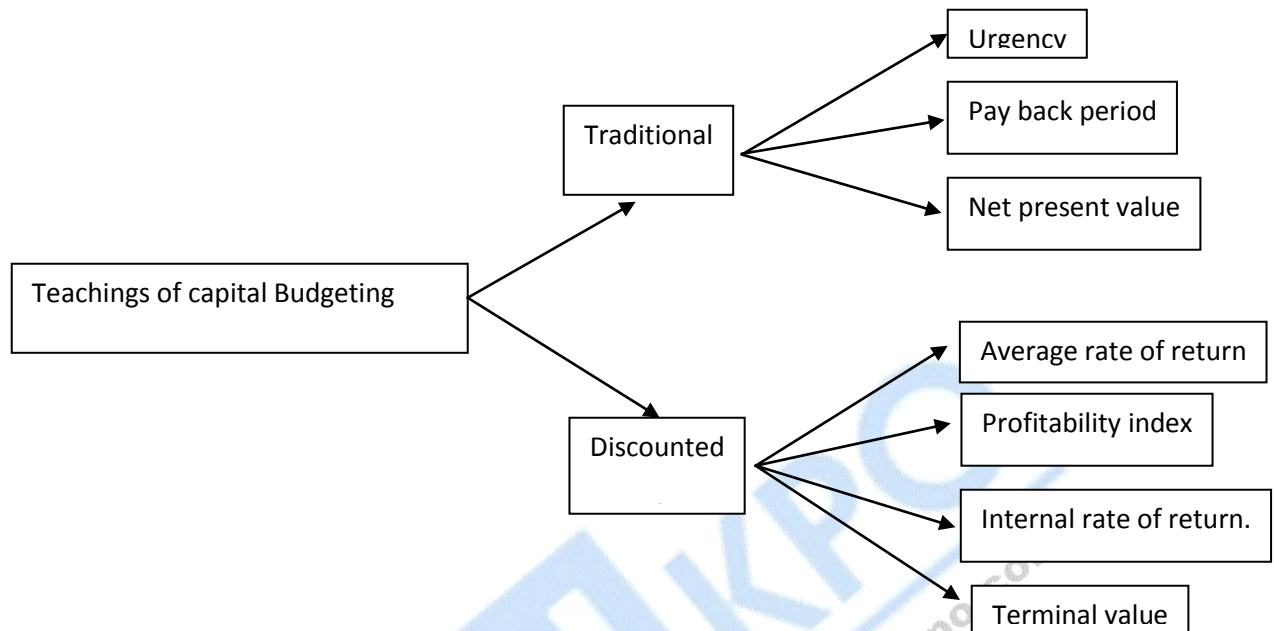 Urgency
Pay back period
Traditional
Net present value
Teachings of capital Budgeting
Average rate of return
Profitability index
Discounted
Internal rate of return.
Terminal value
KPO